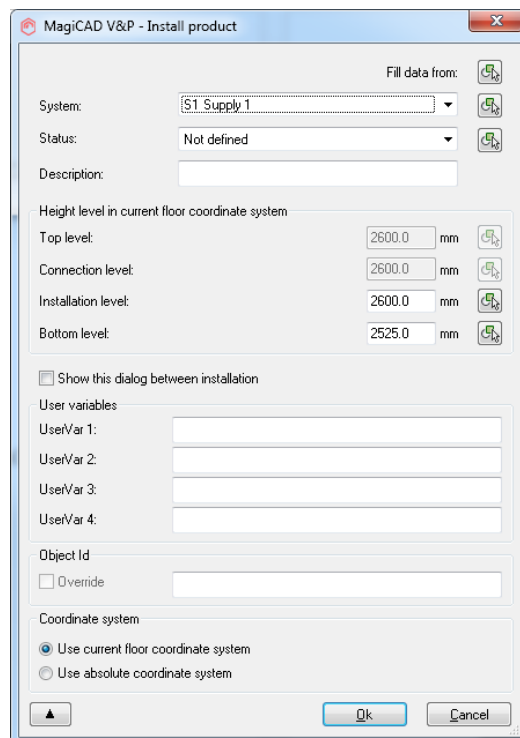 MagiCAD V&P - Install product
Fill data from:
System: S1 Supply 1
Status: Not defined
Description:
Height level in current floor coordinate system
Top level: 2600.0 mm
Connection level: 2600.0 mm
Installation level: 2600.0 mm
Bottom level: 2525.0 mm
Show this dialog between installation
User variables
UserVar 1:
UserVar 2:
UserVar 3:
UserVar 4:
Object Id
Override
Coordinate system
Use current floor coordinate system
Use absolute coordinate system
Ok Cancel